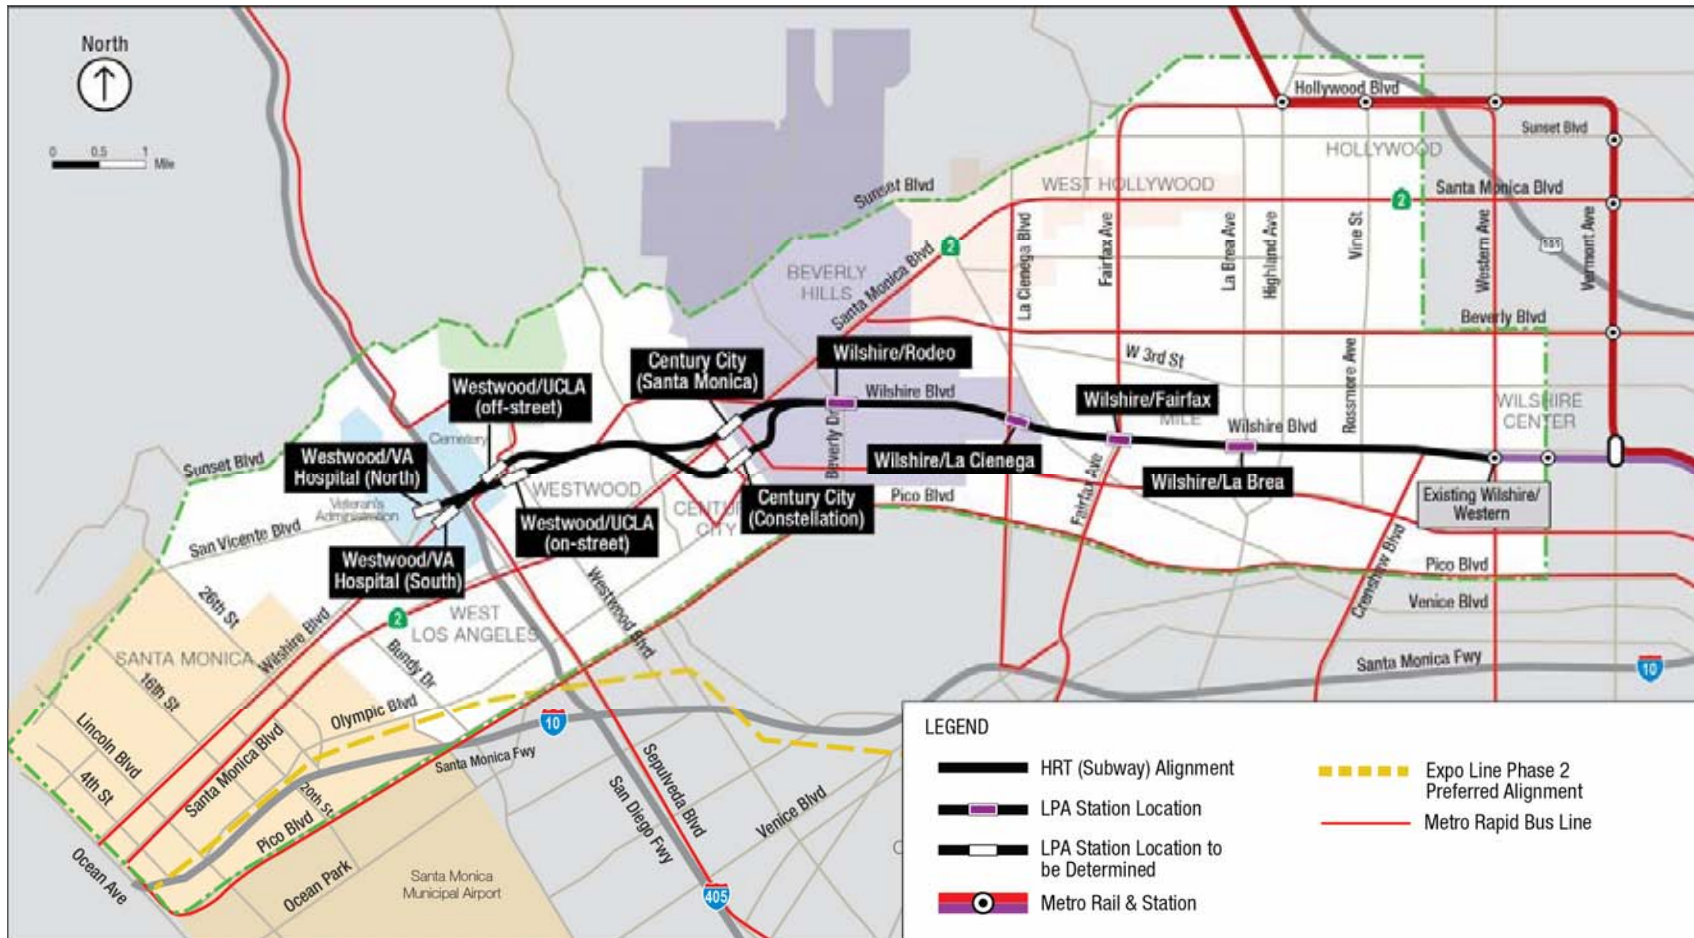 North
0 0.5 1
Mile
Hollywood Blvd
Sunset Blvd
HOLLYWOOD
WEST HOLLYWOOD
Sunset Blvd
Santa Monica Blvd
2
2
Santa Monica Blvd
La Cienega Blvd
Fairfax Ave
La Brea Ave
Highland Ave
Vine St
Western Ave
Vermont Ave
101
BEVERLY
HILLS
Beverly Blvd
W 3rd St
Rossmore Ave
Century City
(Santa Monica)
Wilshire/Rodeo
Wilshire Blvd
Wilshire/Fairfax
MILE
Wilshire Blvd
WILSHIRE
CENTER
Westwood/UCLA
(off-street)
Cemetery
Beverly Dr
Wilshire/La Cienega
Wilshire/La Brea
Westwood/VA
Hospital (North)
Sunset Blvd
Veteran's
Administration
WESTWOOD
CENTURY
CITY
Century City
(Constellation)
Pico Blvd
Fairfax Ave
Existing Wilshire/
Western
San Vicente Blvd
Westwood/UCLA
(on-street)
Westwood/VA
Hospital (South)
Crenshaw Blvd
Pico Blvd
Venice Blvd
26th St
Wilshire Blvd
2
WEST
LOS ANGELES
Westwood Blvd
SANTA MONICA
Bundy Dr
16th St
Santa Monica Fwy
10
Olympic Blvd
10
Lincoln Blvd
Santa Monica Blvd
Santa Monica Fwy
4th St
20th St
Pico Blvd
Sepulveda Blvd
San Diego Fwy
Venice Blvd
Ocean Ave
Ocean Park
Santa Monica
Municipal Airport
405
LEGEND
HRT (Subway) Alignment
LPA Station Location
LPA Station Location to
be Determined
Metro Rail & Station
Expo Line Phase 2
Preferred Alignment
Metro Rapid Bus Line